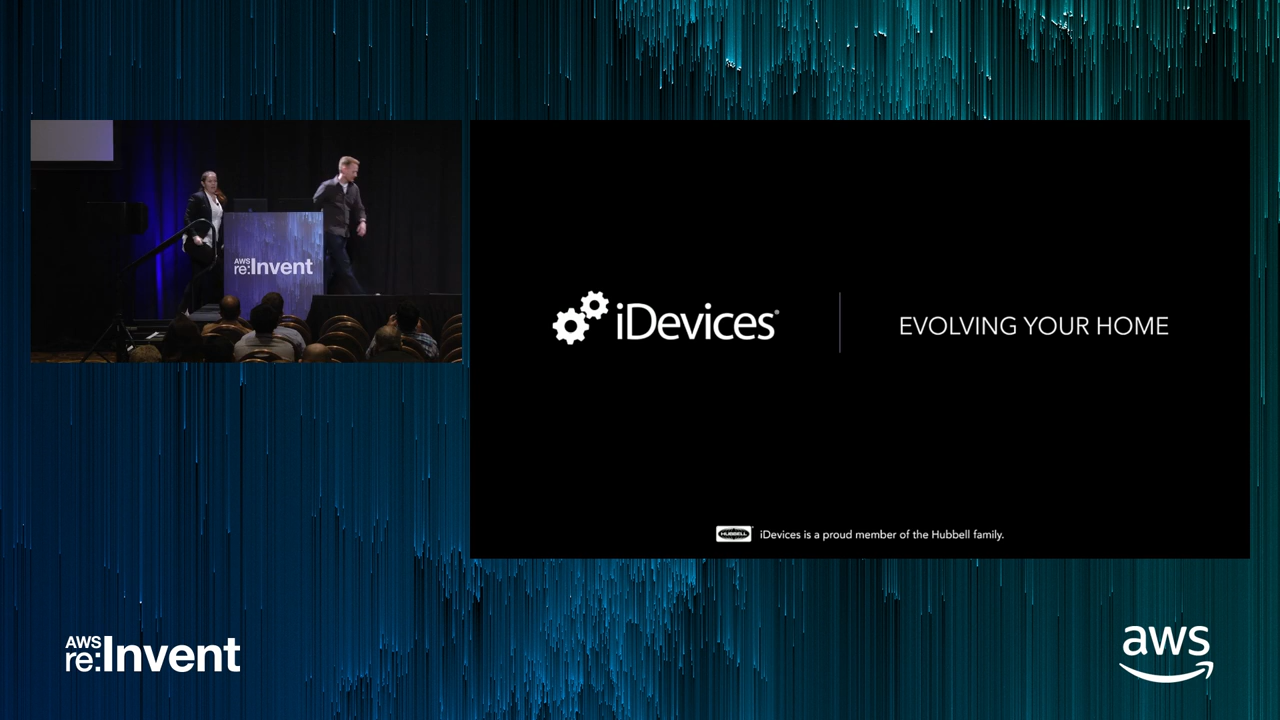 AWS
re:Invent
iDevices®
EVOLVING YOUR HOME
HUBBELL
iDevices is a proud member of the Hubbell family.
AWS
re:Invent
aws